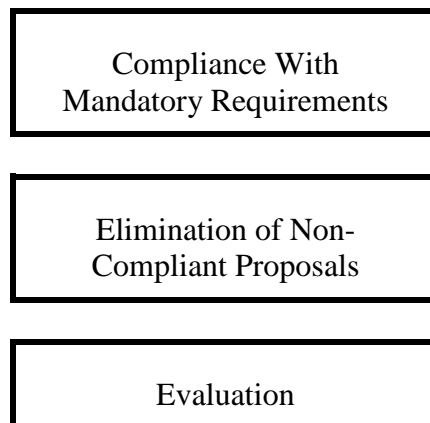 Compliance With
Mandatory Requirements
Elimination of Non-
Compliant Proposals
Evaluation